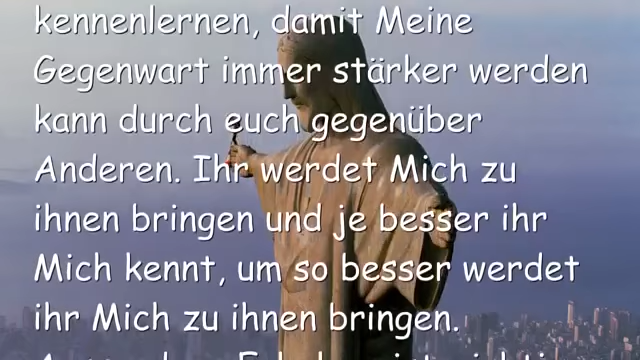 kennenlernen, damit Meine
Gegenwart immer stärker werden
kann durch euch gegenüber
Anderen. Ihr werdet Mich zu
ihnen bringen und je besser ihr
Mich kennt, um so besser werdet
ihr Mich zu ihnen bringen.